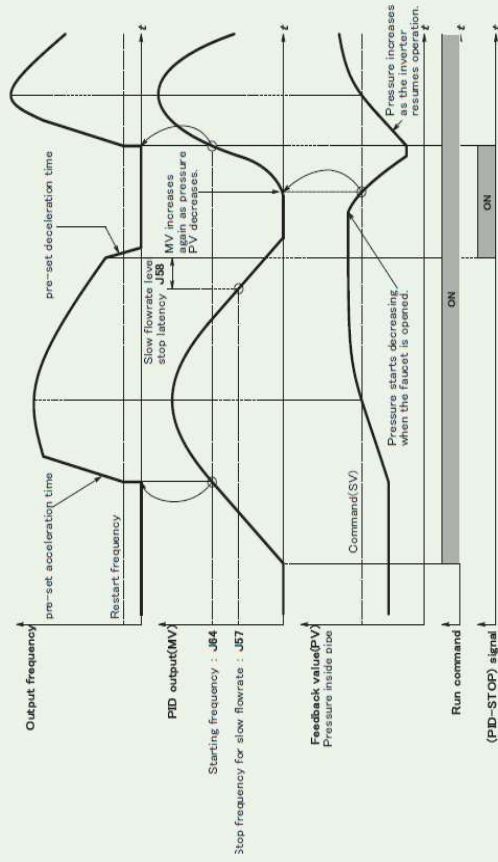 Output frequency
pre-set acceleration time
pre-set deceleration time
Restart frequency
t
PID output(MV)
Slow flowrate level
stop latency J58
MV increases
again as pressure
PV decreases.
Starting frequency : J64
Stop frequency for slow flowrate : J57
t
Feedback value(PV)
Pressure inside pipe
Command(SV)
Pressure starts decreasing
when the faucet is opened.
Pressure increases
as the inverter
resumes operation.
t
Run command
ON
t
(PID-STOP) signal
ON
t